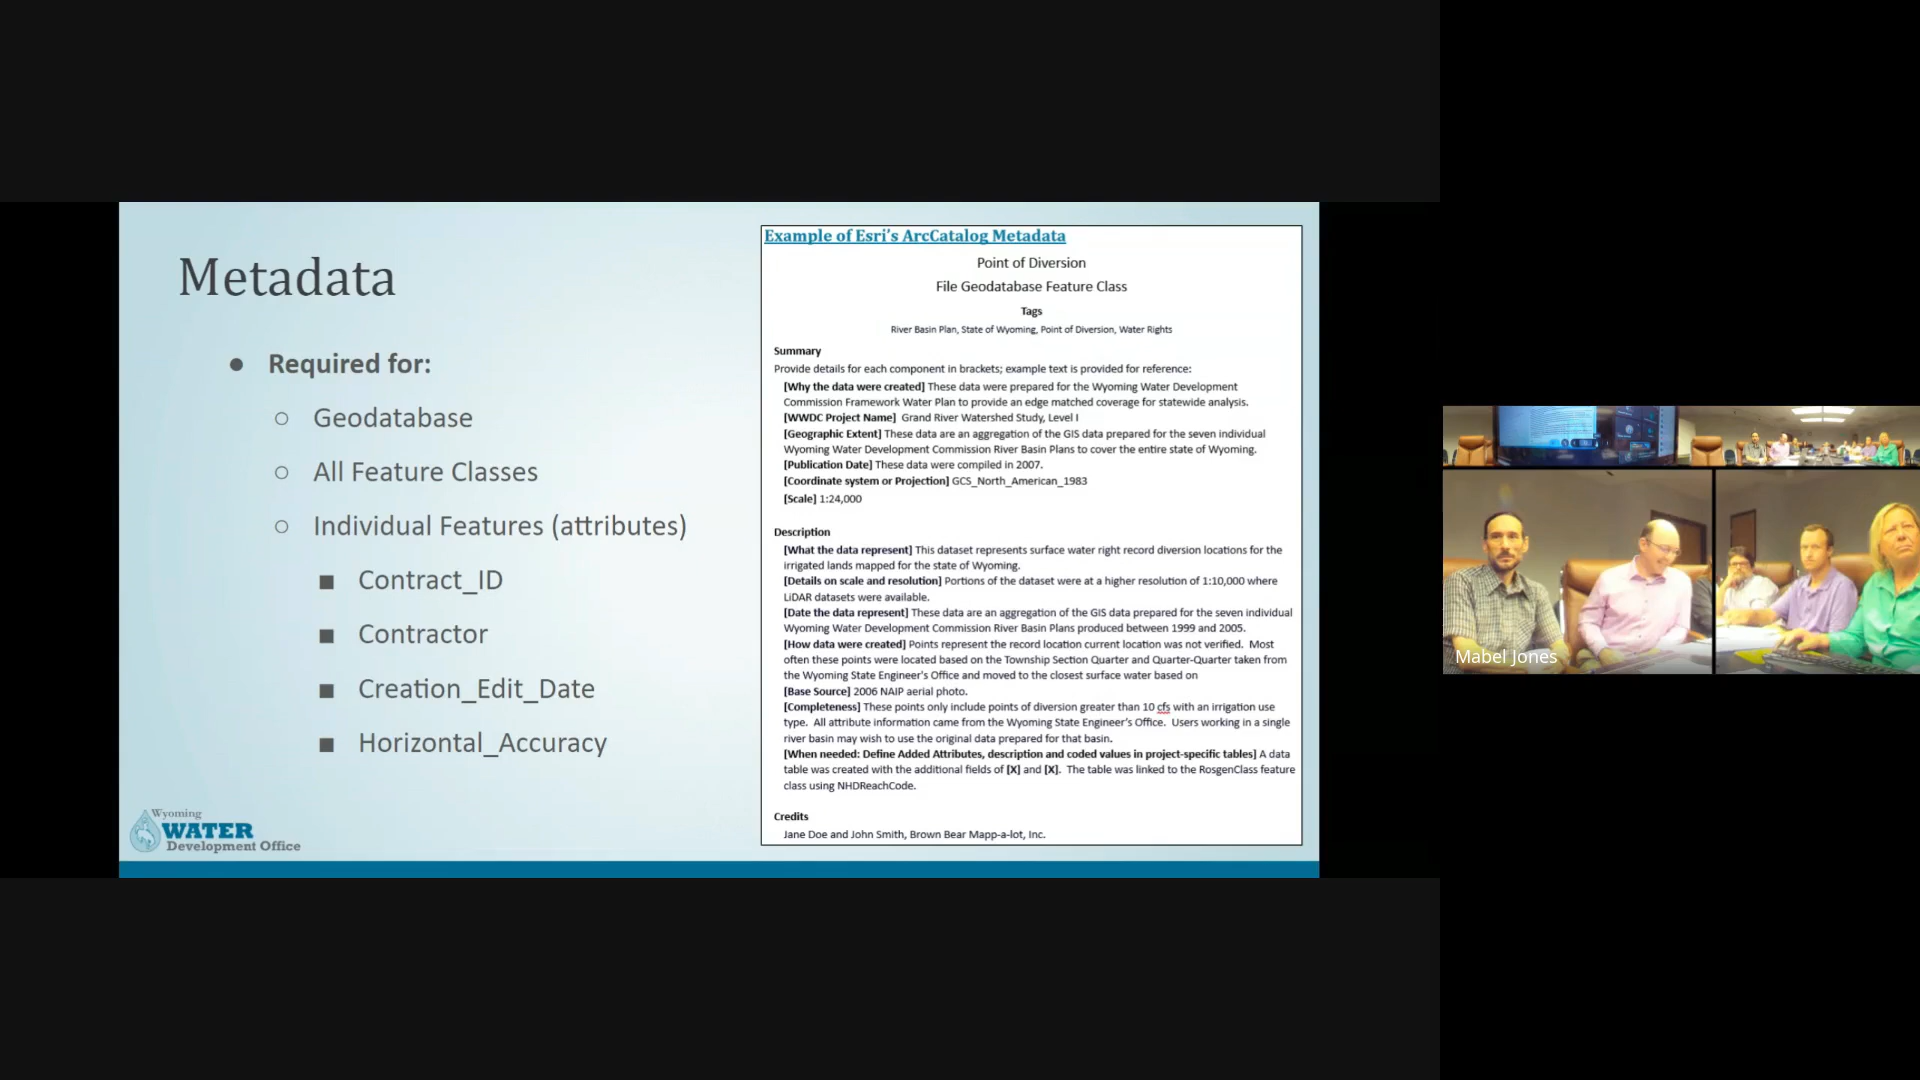 Metadata
● Required for:
○ Geodatabase
○ All Feature Classes
○ Individual Features (attributes)
■ Contract_ID
■ Contractor
■ Creation_Edit_Date
■ Horizontal_Accuracy
Wyoming
WATER
Development Office
Example of Esri's ArcCatalog Metadata
Point of Diversion
File Geodatabase Feature Class
Tags
River Basin Plan, State of Wyoming, Point of Diversion, Water Rights
Summary
Provide details for each component in brackets; example text is provided for reference:
[Why the data were created] These data were prepared for the Wyoming Water Development
Commission Framework Water Plan to provide an edge matched coverage for statewide analysis.
[WWDC Project Name] Grand River Watershed Study, Level I
[Geographic Extent] These data are an aggregation of the GIS data prepared for the seven individual
Wyoming Water Development Commission River Basin Plans to cover the entire state of Wyoming.
[Publication Date] These data were compiled in 2007.
[Coordinate system or Projection] GCS_North_American_1983
[Scale] 1:24,000
Description
[What the data represent] This dataset represents surface water right record diversion locations for the
irrigated lands mapped for the state of Wyoming.
[Details on scale and resolution] Portions of the dataset were at a higher resolution of 1:10,000 where
LiDAR datasets were available.
[Date the data represent] These data are an aggregation of the GIS data prepared for the seven individual
Wyoming Water Development Commission River Basin Plans produced between 1999 and 2005.
[How data were created] Points represent the record location current location was not verified. Most
often these points were located based on the Township Section Quarter and Quarter-Quarter taken from
the Wyoming State Engineer's Office and moved to the closest surface water based on
[Base Source] 2006 NAIP aerial photo.
[Completeness] These points only include points of diversion greater than 10 cfs with an irrigation use
type. All attribute information came from the Wyoming State Engineer's Office. Users working in a single
river basin may wish to use the original data prepared for that basin.
[When needed: Define Added Attributes, description and coded values in project-specific tables] A data
table was created with the additional fields of [X] and [X]. The table was linked to the RosgenClass feature
class using NHDReachCode.
Credits
Jane Doe and John Smith, Brown Bear Mapp-a-lot, Inc.
Mabel Jones